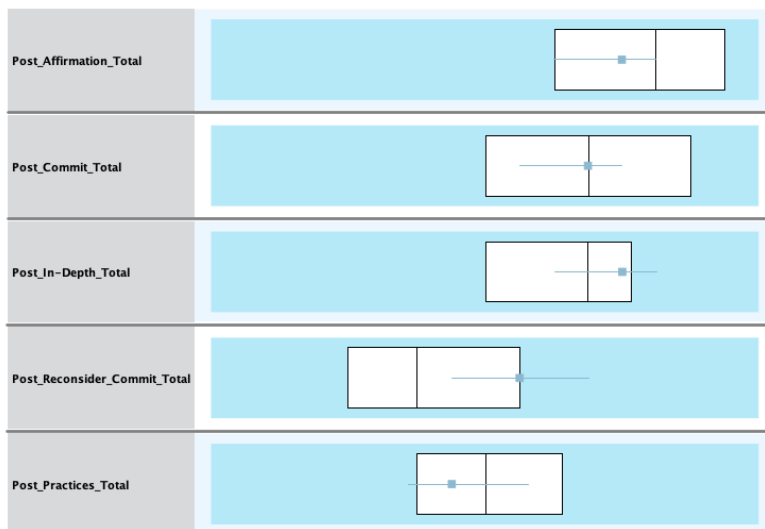 Post_Affirmation_Total
Post_Commit_Total
Post_In-Depth_Total
Post_Reconsider_Commit_Total
Post_Practices_Total